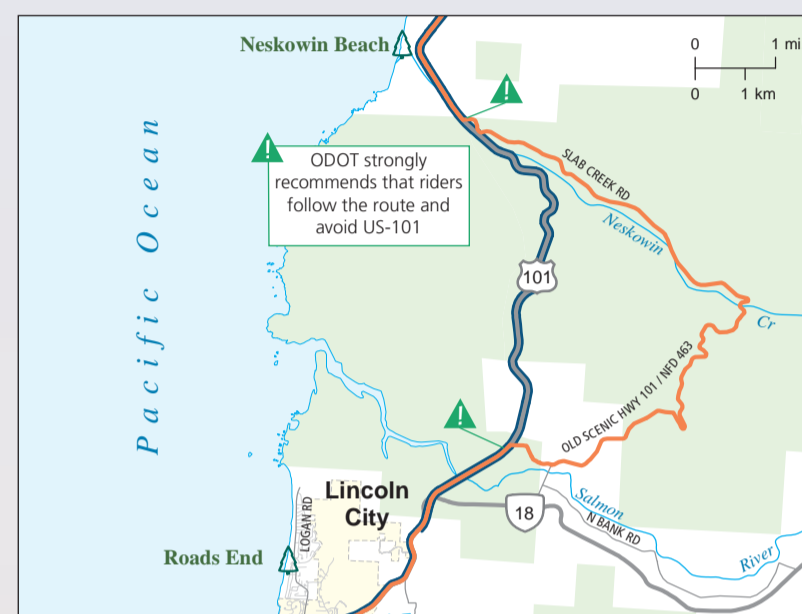 Neskowin Beach
0 1 mi
0 1 km
!
!
ODOT strongly
recommends that riders
follow the route and
avoid US-101
SLAB CREEK RD
Neskowin
Cr
Pacific Ocean
101
OLD SCENIC HWY 101 / NFD 463
!
Lincoln
City
LOGAN RD
18
Salmon
N BANK RD
River
Roads End